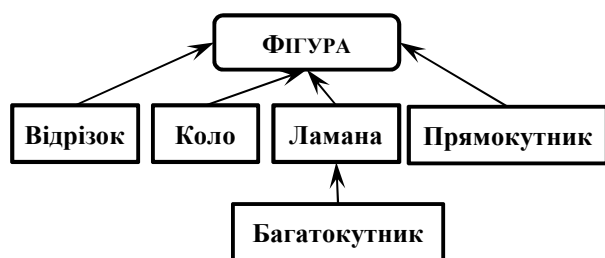 ФІГУРА
Відрізок
Коло
Ламана
Прямокутник
Багатокутник